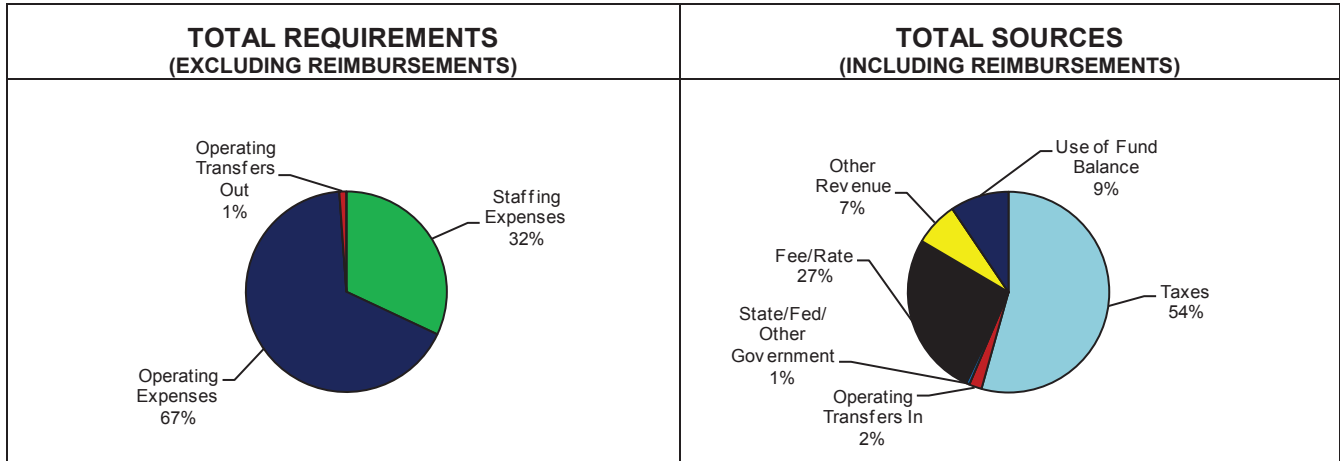 TOTAL REQUIREMENTS
(EXCLUDING REIMBURSEMENTS)
Operating
Transfers
Out
1%
Staffing
Expenses
32%
Operating
Expenses
67%
TOTAL SOURCES
(INCLUDING REIMBURSEMENTS)
Use of Fund
Balance
9%
Other
Revenue
7%
Fee/Rate
27%
State/Fed/
Other
Government
1%
Operating
Transfers In
2%
Taxes
54%